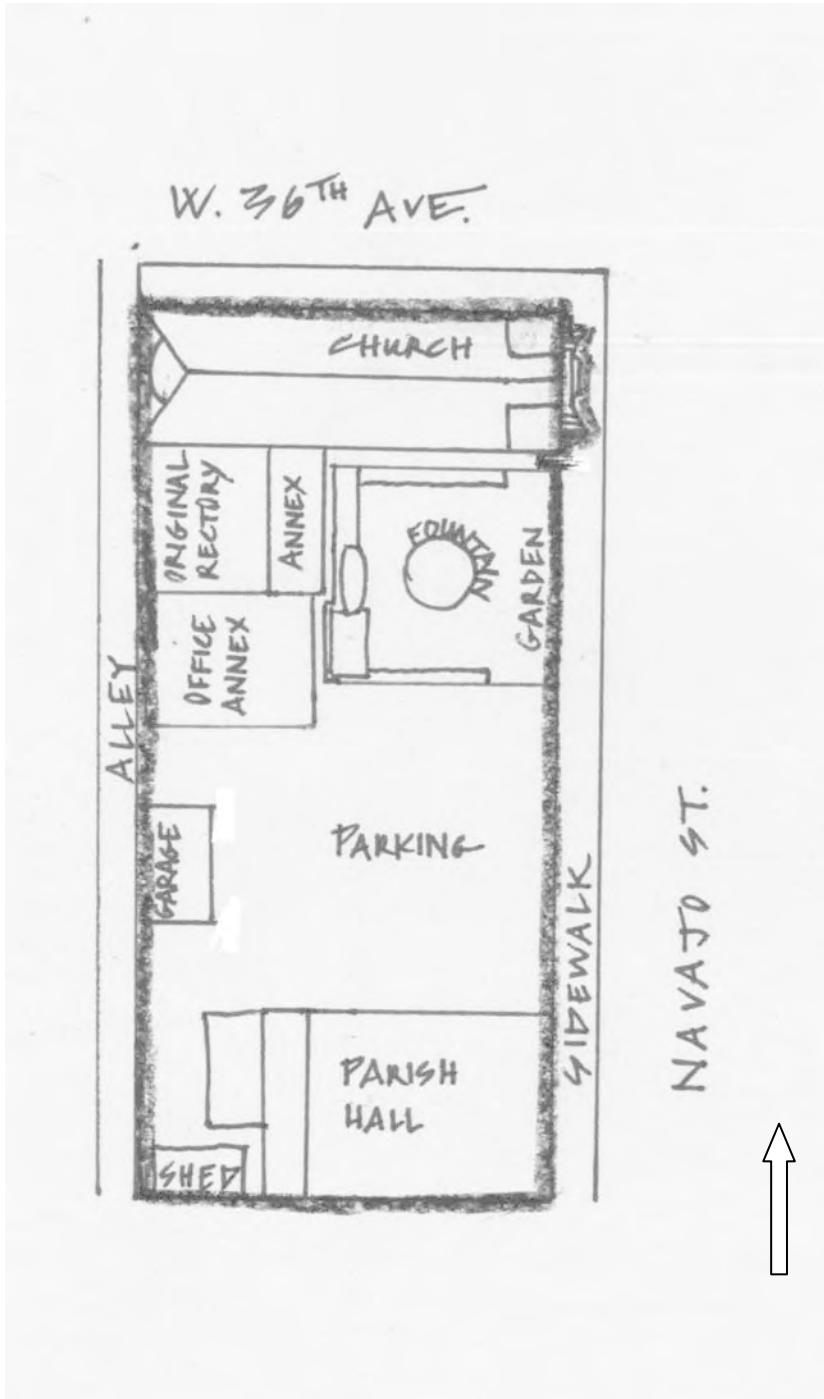 W. 36TH AVE.
CHURCH
ORIGINAL
RECTORY
ANNEX
FOUNTAIN
GARDEN
OFFICE
ANNEX
ALLEY
GARAGE
PARKING
SIDEWALK
NAVAJO ST.
PARISH
HALL
SHED